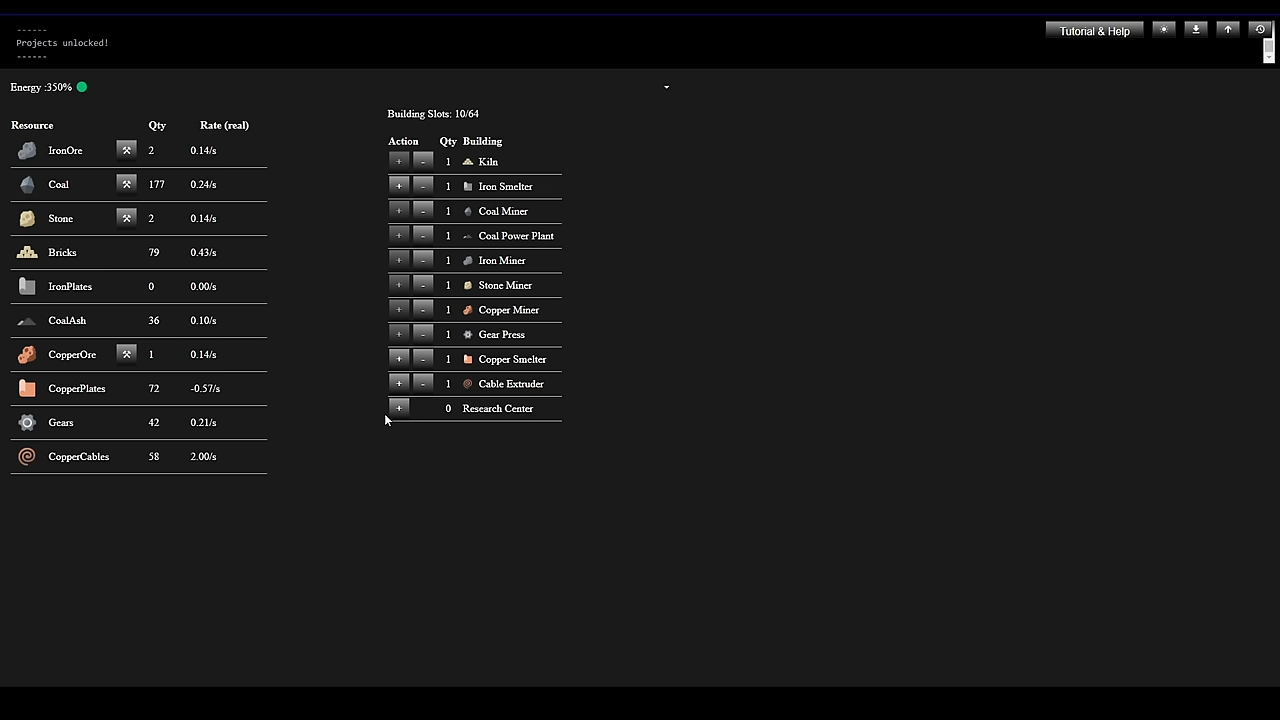 ------
Projects unlocked!
------
Tutorial & Help
Energy :350%
Building Slots: 10/64
Resource Qty Rate (real)
IronOre 2 0.14/s
Coal 177 0.24/s
Stone 2 0.14/s
Bricks 79 0.43/s
IronPlates 0 0.00/s
CoalAsh 36 0.10/s
CopperOre 1 0.14/s
CopperPlates 72 -0.57/s
Gears 42 0.21/s
CopperCables 58 2.00/s
Action Qty Building
+ - 1 Kiln
+ - 1 Iron Smelter
+ - 1 Coal Miner
+ - 1 Coal Power Plant
+ - 1 Iron Miner
+ - 1 Stone Miner
+ - 1 Copper Miner
+ - 1 Gear Press
+ - 1 Copper Smelter
+ - 1 Cable Extruder
+ 0 Research Center